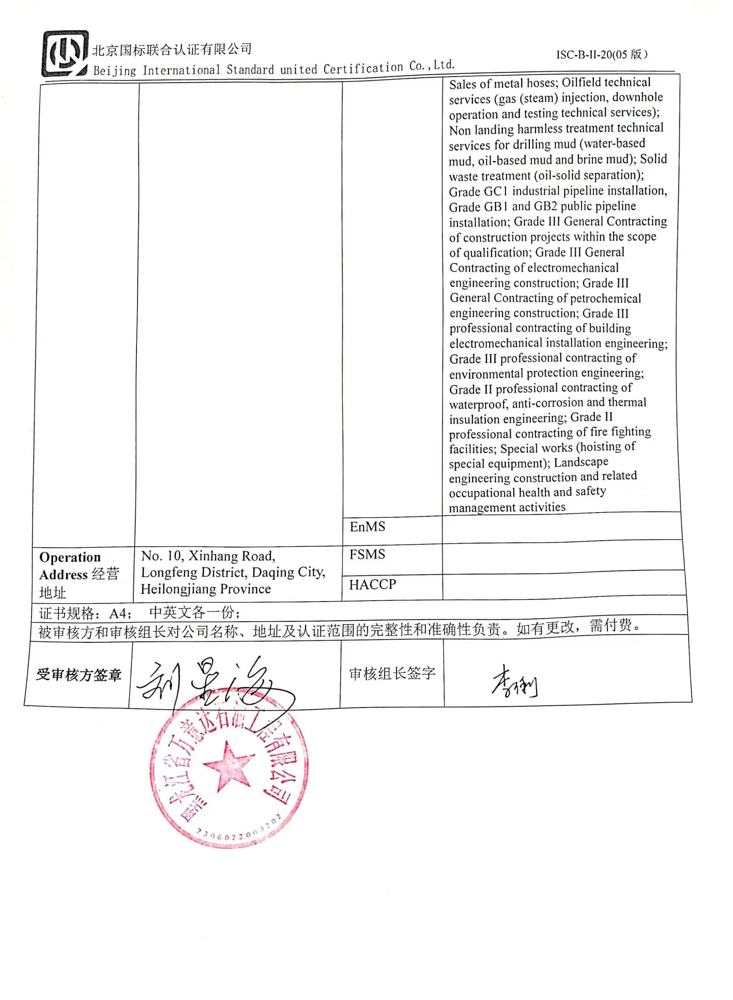 北京国标联合认证有限公司
ISC-B-II-20(05 版)
Beijing International Standard united Certification Co.,Ltd.
Sales of metal hoses; Oilfield technical
services (gas (steam) injection, downhole
operation and testing technical services);
Non landing harmless treatment technical
services for drilling mud (water-based
mud, oil-based mud and brine mud); Solid
waste treatment (oil-solid separation);
Grade GC1 industrial pipeline installation,
Grade GB1 and GB2 public pipeline
installation; Grade III General Contracting
of construction projects within the scope
of qualification; Grade III General
Contracting of electromechanical
engineering construction; Grade III
General Contracting of petrochemical
engineering construction; Grade III
professional contracting of building
electromechanical installation engineering;
Grade III professional contracting of
environmental protection engineering;
Grade II professional contracting of
waterproof, anti-corrosion and thermal
insulation engineering; Grade II
professional contracting of fire fighting
facilities; Special works (hoisting of
special equipment); Landscape
engineering construction and related
occupational health and safety
management activities
EnMS
Operation
Address 经营
地址
No. 10, Xinhang Road,
Longfeng District, Daqing City,
Heilongjiang Province
FSMS
HACCP
证书规格：A4； 中英文各一份；
被审核方和审核组长对公司名称、地址及认证范围的完整性和准确性负责。如有更改，需付费。
受审核方签章
刘星海
审核组长签字
李俐
黑龙江省万意达石油工程有限公司
2306022000202